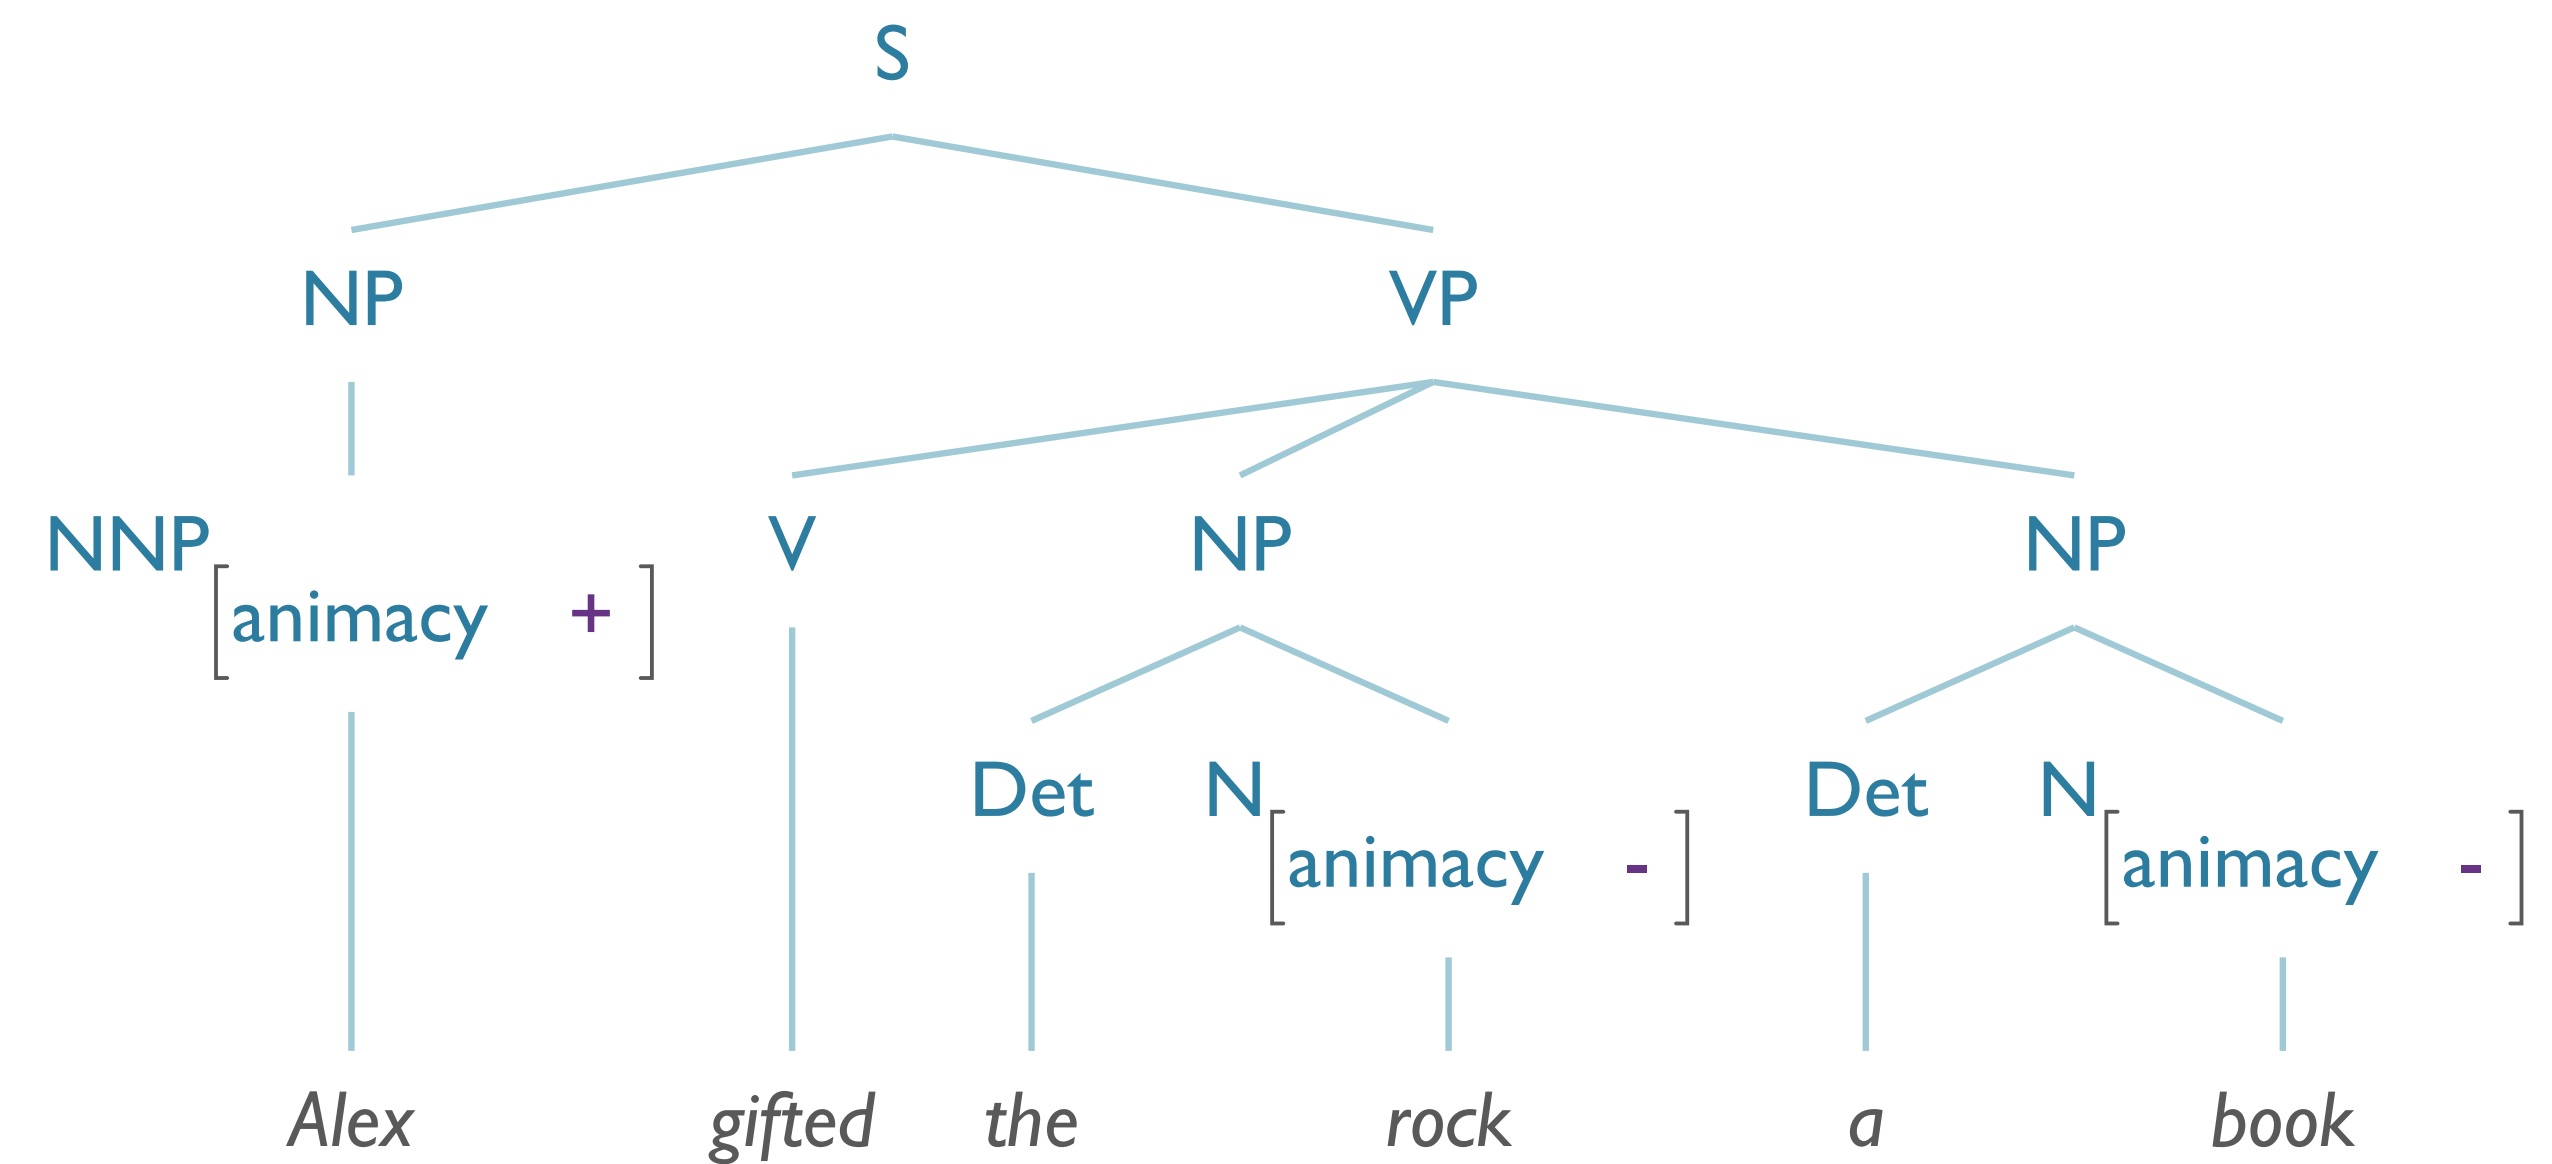 S
NP VP
NNP V NP NP
[animacy +]
Det N Det N
[animacy -] [animacy -]
Alex gifted the rock a book